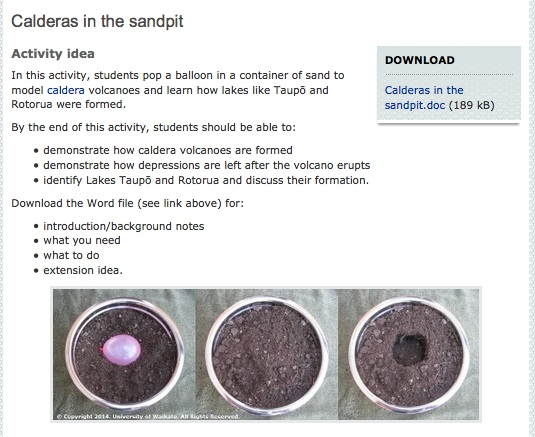 Calderas in the sandpit
Activity idea
In this activity, students pop a balloon in a container of sand to
model caldera volcanoes and learn how lakes like Taupō and
Rotorua were formed.
By the end of this activity, students should be able to:
• demonstrate how caldera volcanoes are formed
• demonstrate how depressions are left after the volcano erupts
• identify Lakes Taupō and Rotorua and discuss their formation.
Download the Word file (see link above) for:
• introduction/background notes
• what you need
• what to do
• extension idea.
DOWNLOAD
Calderas in the
sandpit.doc (189 kB)
© Copyright 2014. University of Waikato. All Rights Reserved.